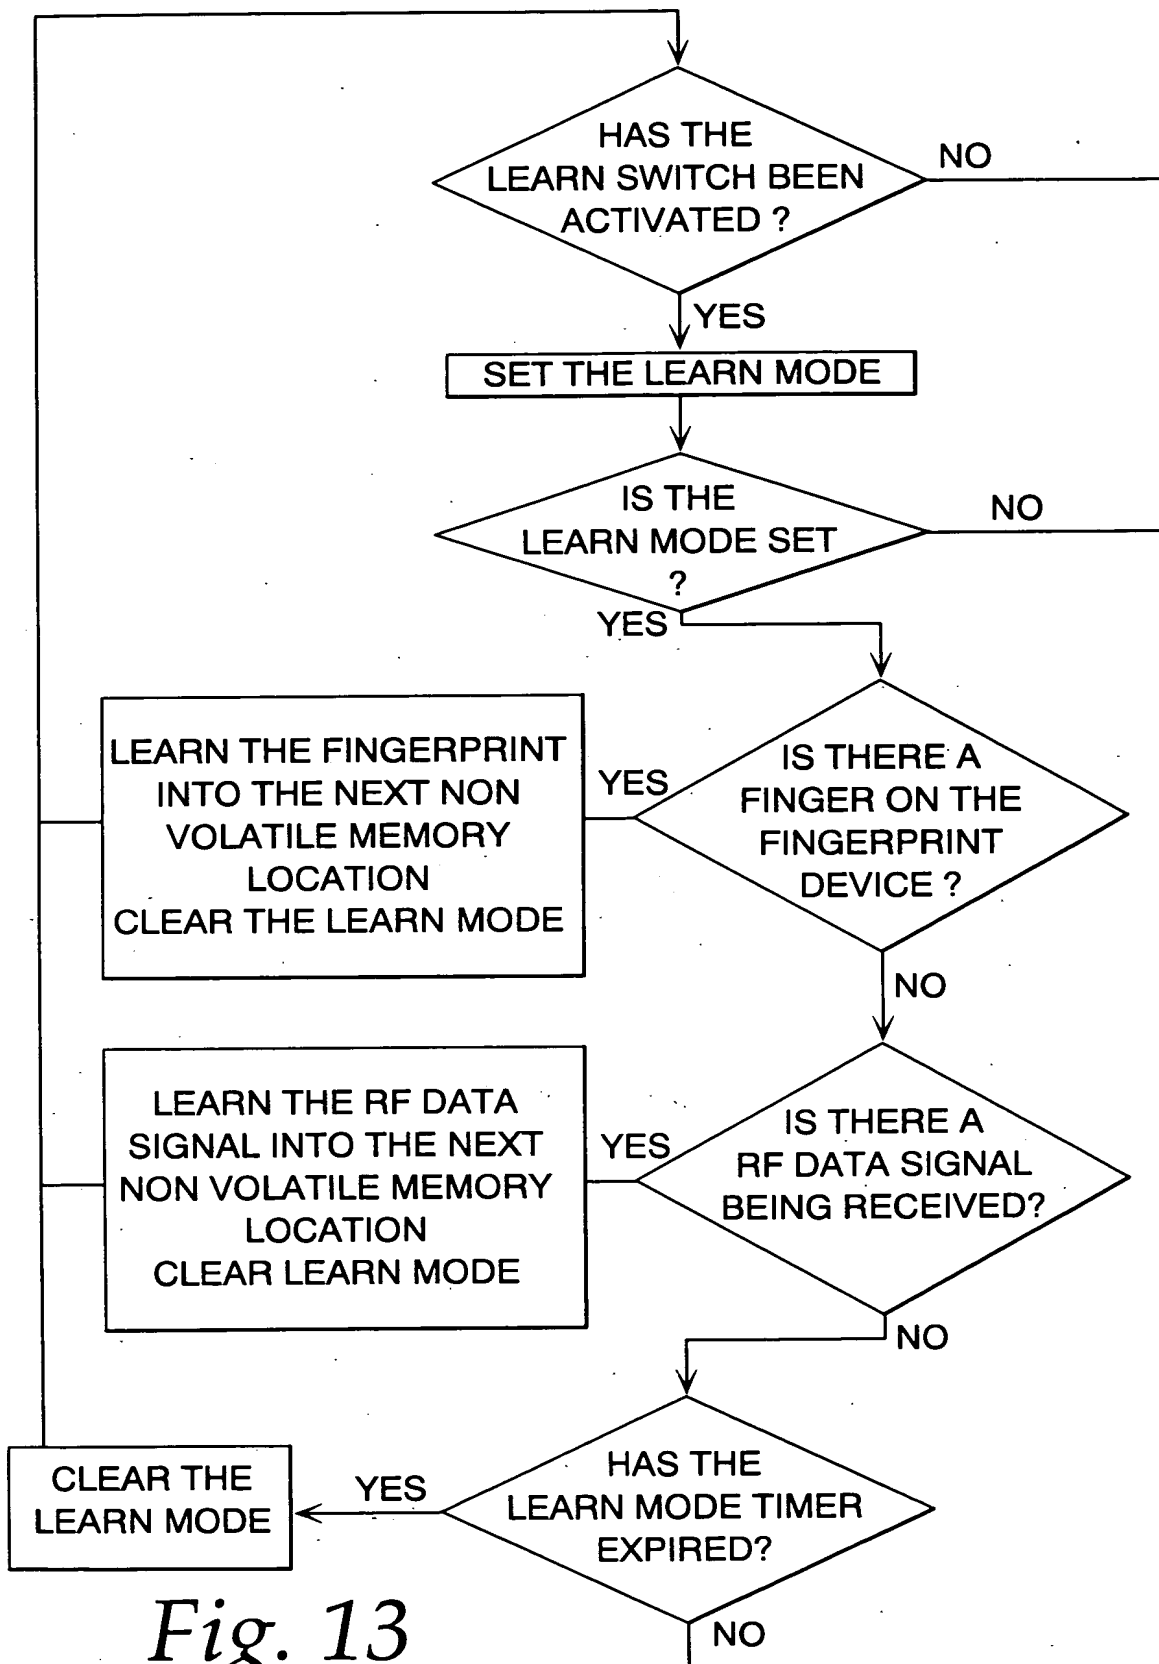 HAS THE
LEARN SWITCH BEEN
ACTIVATED ?
NO
YES
SET THE LEARN MODE
IS THE
LEARN MODE SET
?
NO
YES
LEARN THE FINGERPRINT
INTO THE NEXT NON
VOLATILE MEMORY
LOCATION
CLEAR THE LEARN MODE
YES
IS THERE A
FINGER ON THE
FINGERPRINT
DEVICE ?
NO
LEARN THE RF DATA
SIGNAL INTO THE NEXT
NON VOLATILE MEMORY
LOCATION
CLEAR LEARN MODE
YES
IS THERE A
RF DATA SIGNAL
BEING RECEIVED?
NO
CLEAR THE
LEARN MODE
YES
HAS THE
LEARN MODE TIMER
EXPIRED?
NO
Fig. 13